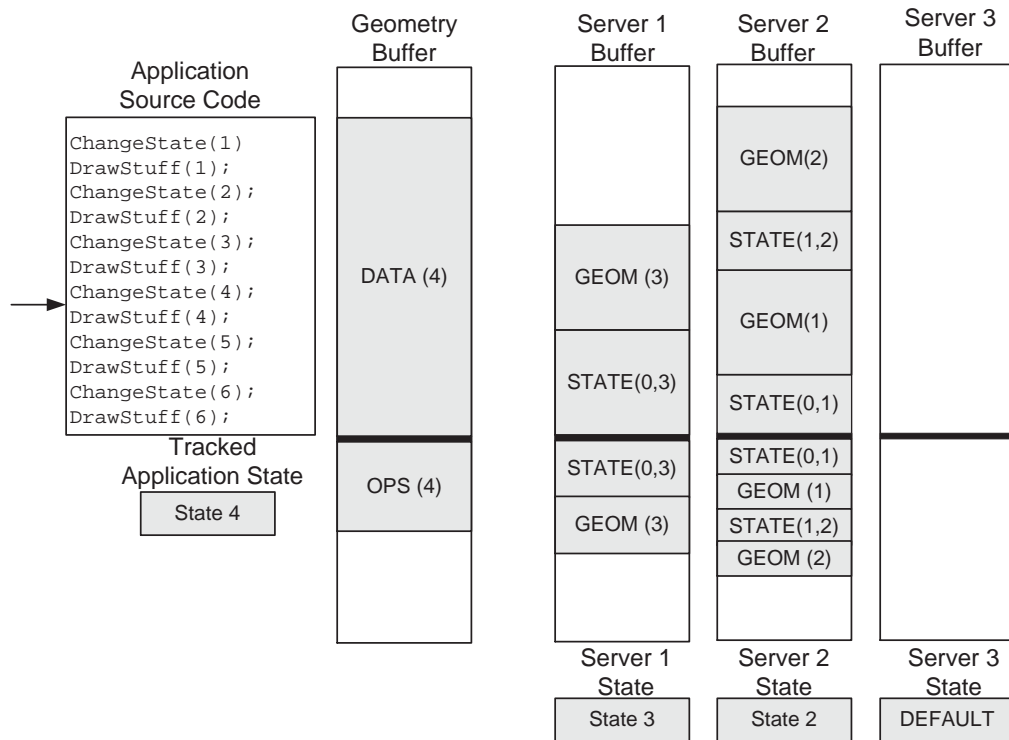 Geometry
Buffer
Server 1
Buffer
Server 2
Buffer
Server 3
Buffer
Application
Source Code
ChangeState(1)
DrawStuff(1);
ChangeState(2);
DrawStuff(2);
ChangeState(3);
DrawStuff(3);
ChangeState(4);
DrawStuff(4);
ChangeState(5);
DrawStuff(5);
ChangeState(6);
DrawStuff(6);
Tracked
Application State
State 4
DATA (4)
OPS (4)
GEOM (3)
STATE(0,3)
STATE(0,3)
GEOM (3)
GEOM(2)
STATE(1,2)
GEOM(1)
STATE(0,1)
STATE(0,1)
GEOM (1)
STATE(1,2)
GEOM (2)
Server 1
State
State 3
Server 2
State
State 2
Server 3
State
DEFAULT